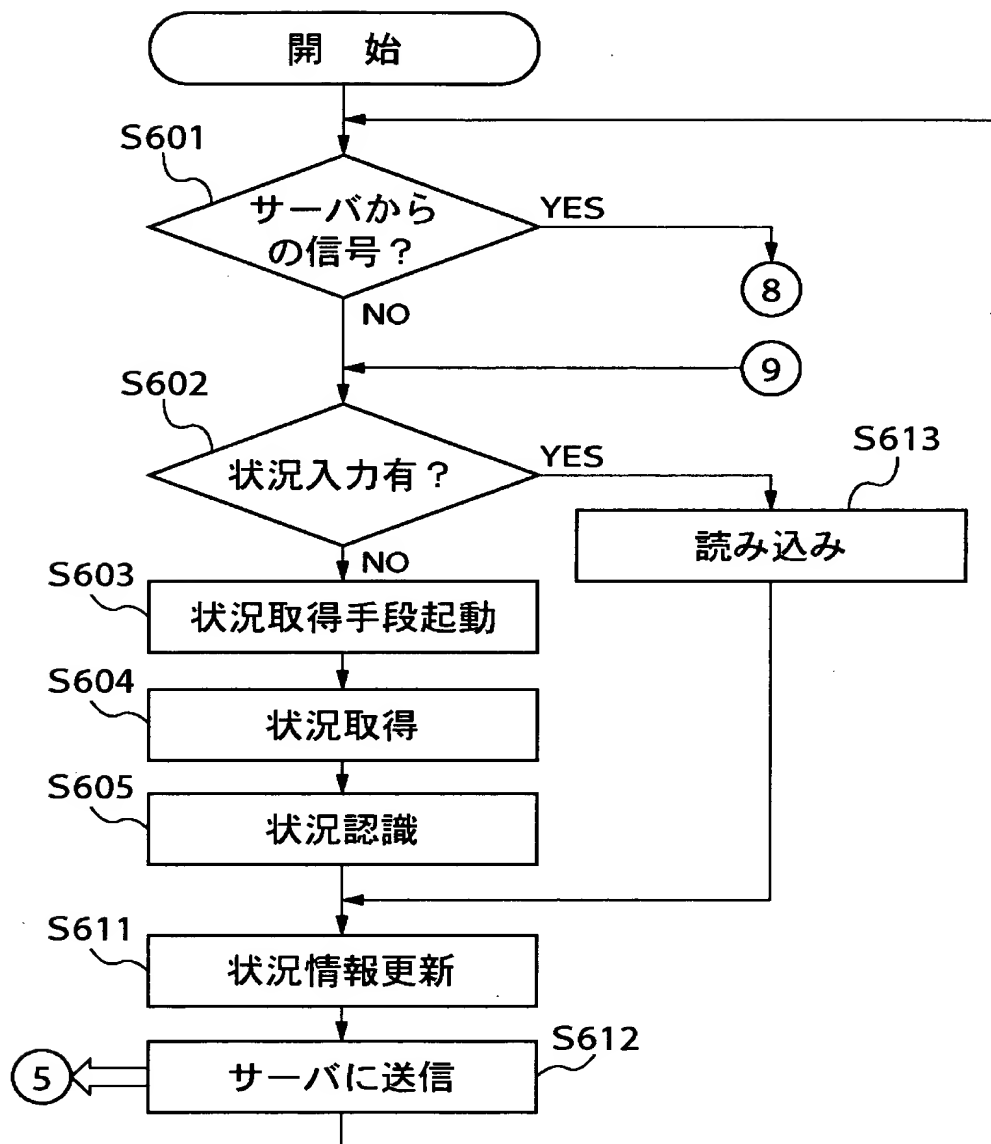 開 始
S601
サーバから
の信号？
YES
8
NO
9
S602
状況入力有？
YES
S613
読み込み
NO
S603
状況取得手段起動
S604
状況取得
S605
状況認識
S611
状況情報更新
S612
サーバに送信
5